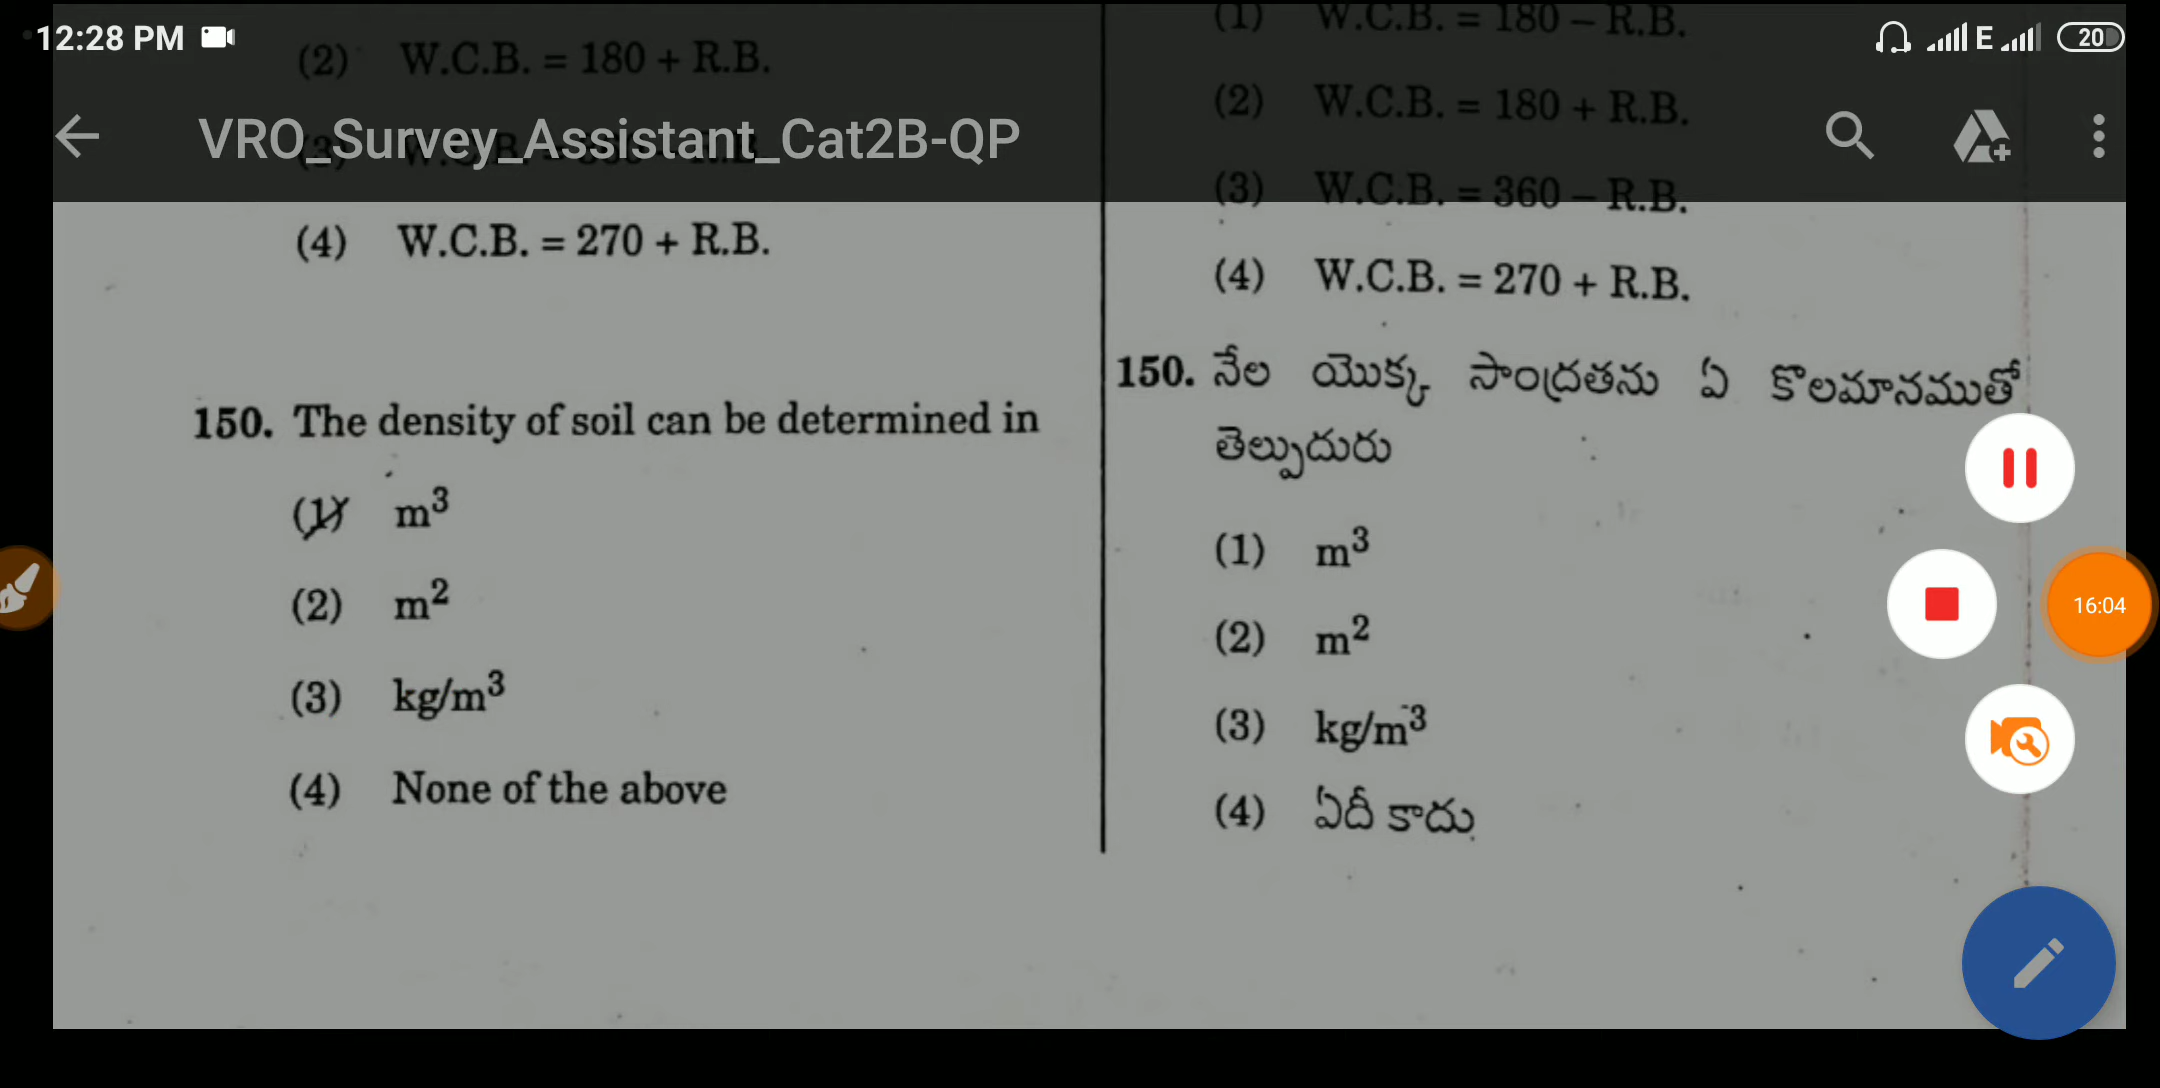 12:28 PM
E
20
VRO_Survey_Assistant_Cat2B-QP
(2) W.C.B. = 180 + R.B.
(4) W.C.B. = 270 + R.B.
150. The density of soil can be determined in
(1) m³
(2) m²
(3) kg/m³
(4) None of the above
(1) W.C.B. = 180 – R.B.
(2) W.C.B. = 180 + R.B.
(3) W.C.B. = 360 – R.B.
(4) W.C.B. = 270 + R.B.
150. నేల యొక్క సాంద్రతను ఏ కొలమానముతో
తెల్పుదురు
(1) m³
(2) m²
(3) kg/m³
(4) ఏదీ కాదు
16:04